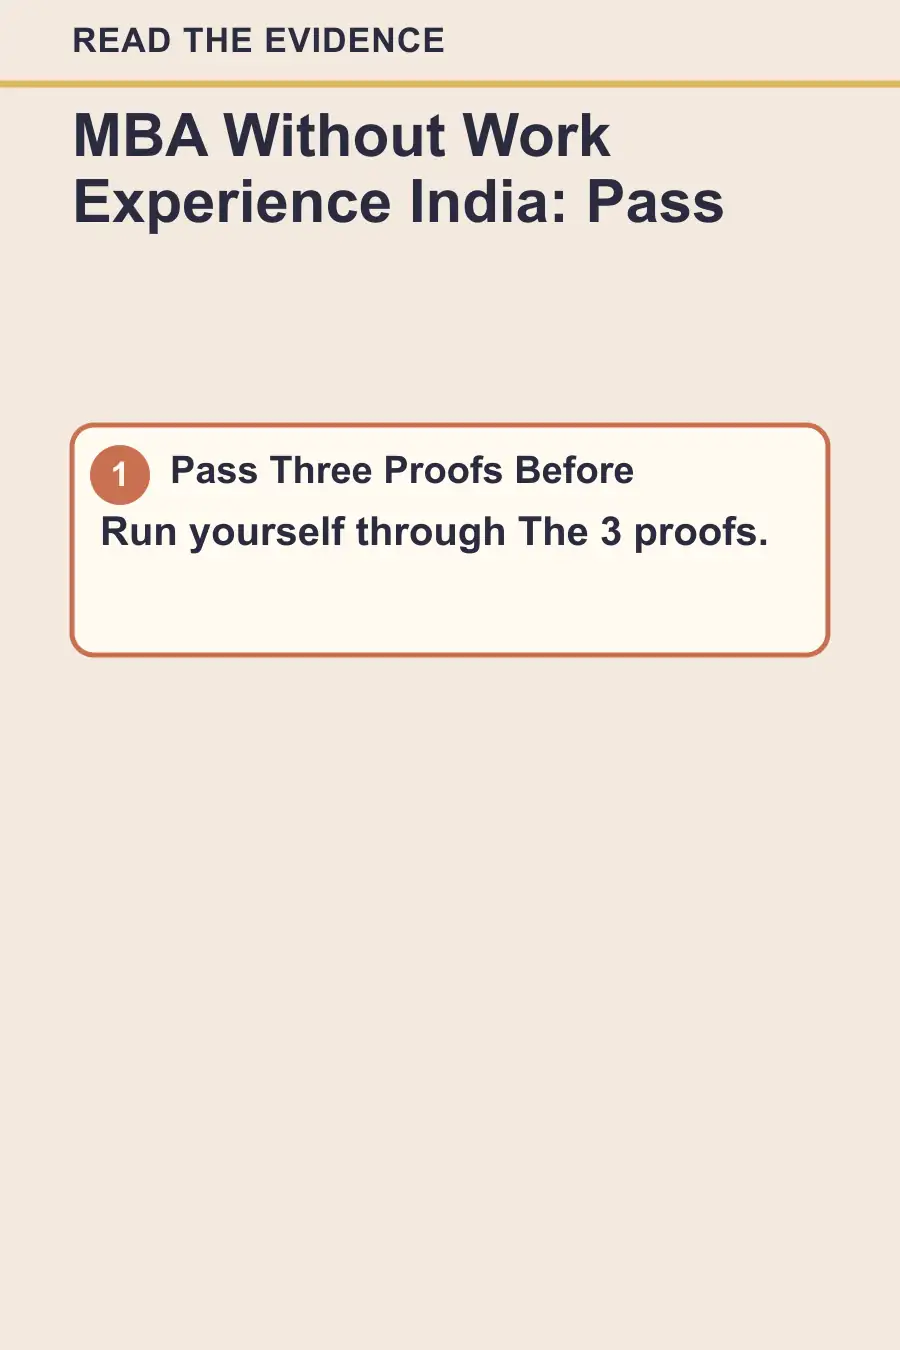 READ THE EVIDENCE
MBA Without Work
Experience India: Pass
1 Pass Three Proofs Before
Run yourself through The 3 proofs.